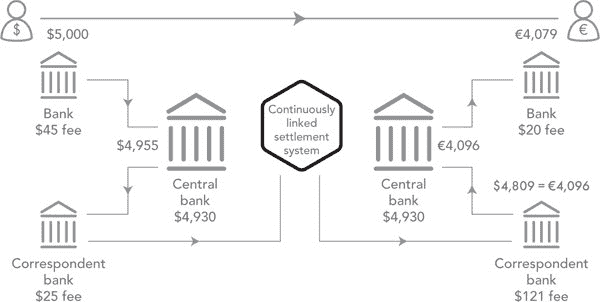 $
$5,000
€4,079
€
Bank
$45 fee
$4,955
Central
bank
$4,930
Correspondent
bank
$25 fee
Continuously
linked
settlement
system
Central
bank
$4,930
€4,096
Bank
$20 fee
$4,809 = €4,096
Correspondent
bank
$121 fee